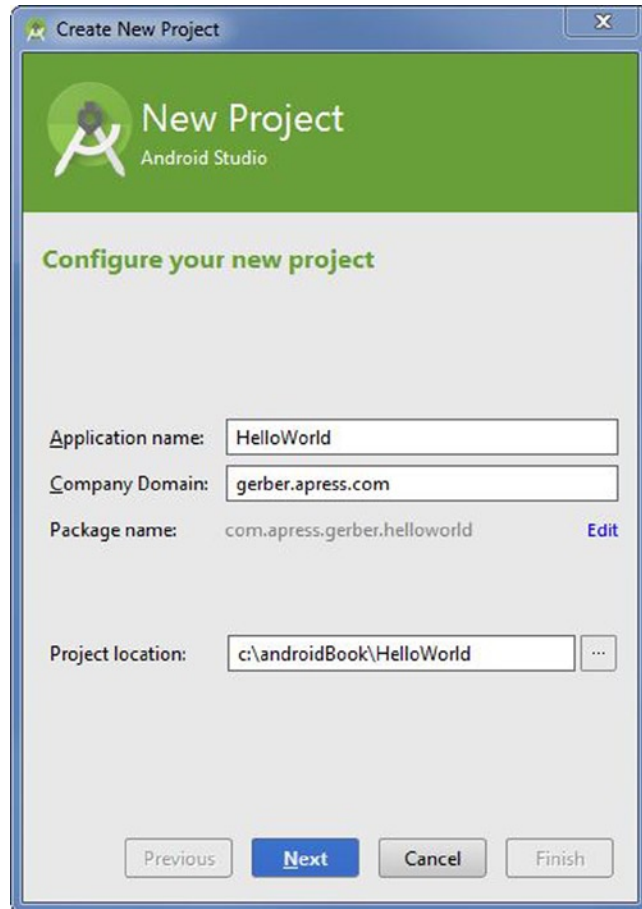 Create New Project
New Project
Android Studio
Configure your new project
Application name: HelloWorld
Company Domain: gerber.apress.com
Package name: com.apress.gerber.helloworld Edit
Project location: c:\androidBook\HelloWorld ...
Previous Next Cancel Finish